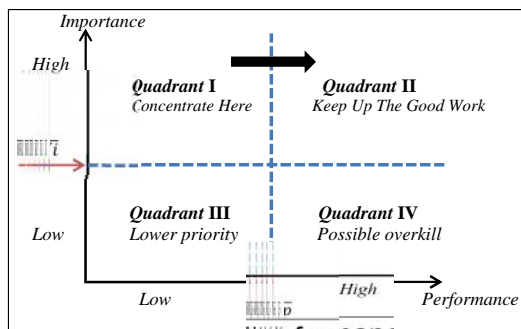 Importance
High
Quadrant I
Concentrate Here
Quadrant II
Keep Up The Good Work
i
Low
Quadrant III
Lower priority
Quadrant IV
Possible overkill
Low
High
Performance
p